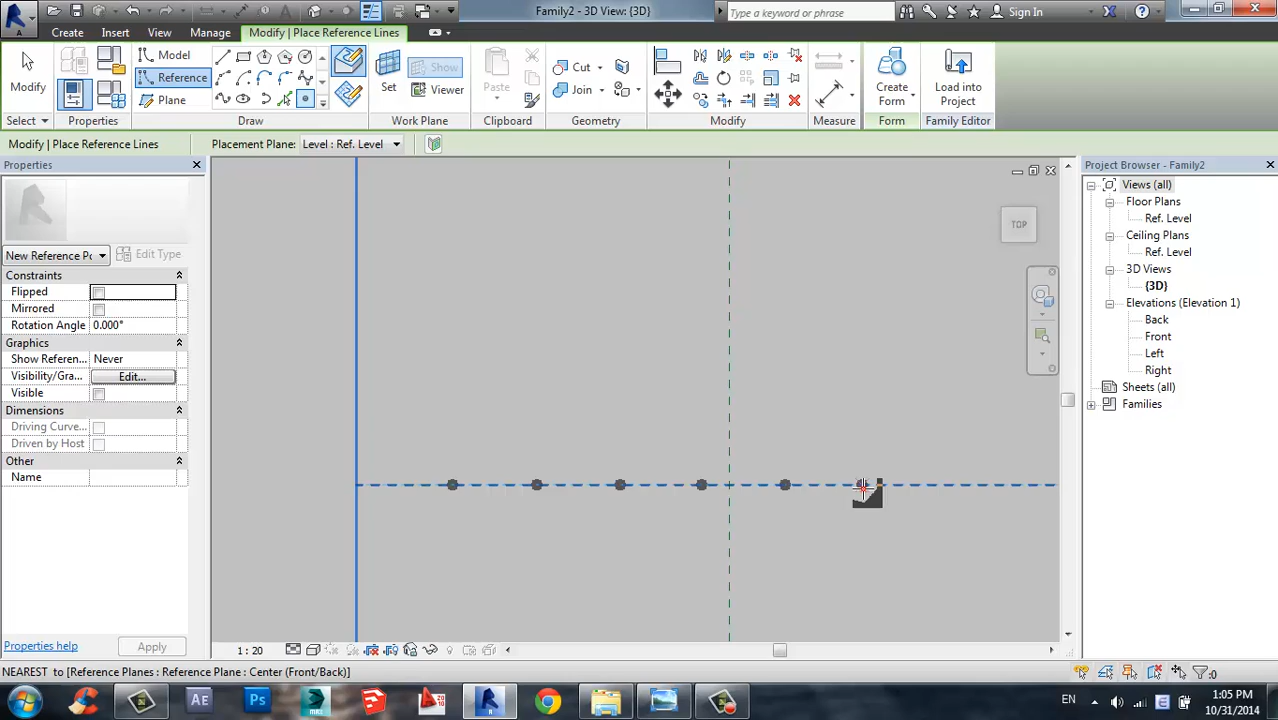 Family2 - 3D View: {3D}
Type a keyword or phrase
Sign In
Create
Insert
View
Manage
Modify | Place Reference Lines
Modify
Model
Reference
Plane
Set
Show
Viewer
Paste
Cut
Join
Create
Form
Load into
Project
Select
Properties
Draw
Work Plane
Clipboard
Geometry
Modify
Measure
Form
Family Editor
Modify | Place Reference Lines
Placement Plane:
Level : Ref. Level
Properties
New Reference Po
Edit Type
Constraints
Flipped
Mirrored
Rotation Angle
0.000°
Graphics
Show Referen...
Never
Visibility/Gra...
Edit...
Visible
Dimensions
Driving Curve...
Driven by Host
Other
Name
Properties help
Apply
TOP
Project Browser - Family2
Views (all)
Floor Plans
Ref. Level
Ceiling Plans
Ref. Level
3D Views
{3D}
Elevations (Elevation 1)
Back
Front
Left
Right
Sheets (all)
Families
1 : 20
NEAREST to [Reference Planes : Reference Plane : Center (Front/Back)]
:0
Ae
Ps
EN
1:05 PM
10/31/2014